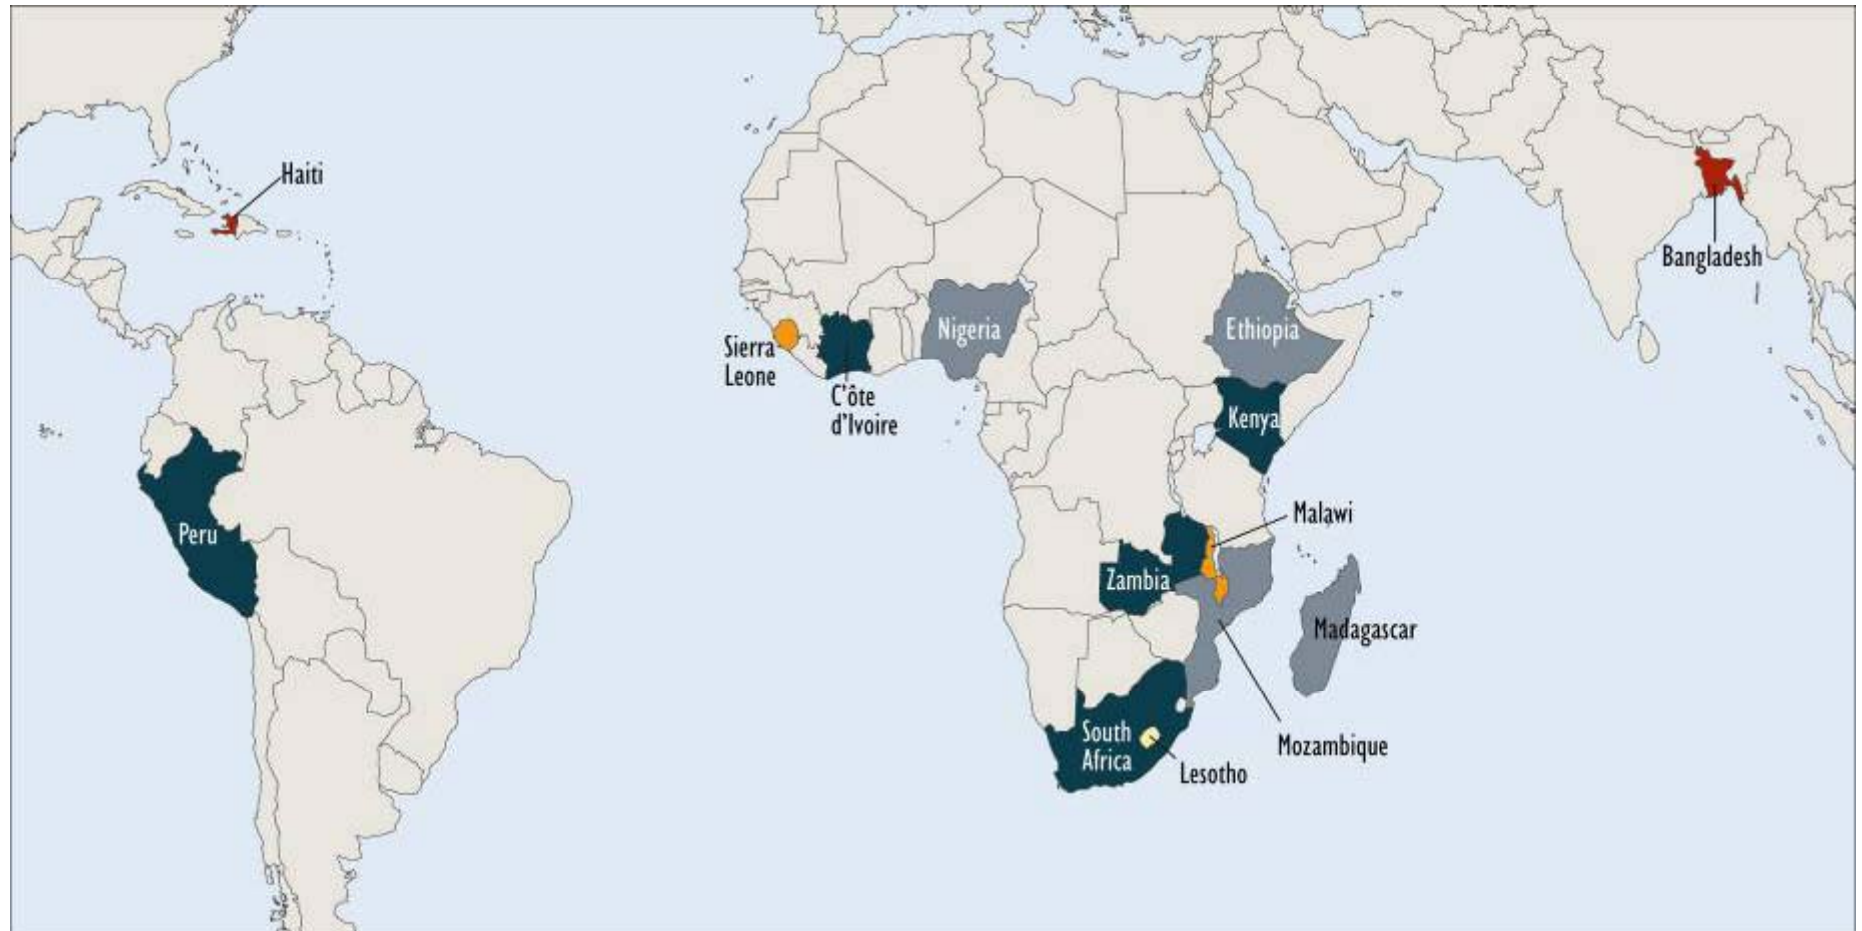 Haiti
Bangladesh
Nigeria
Ethiopia
Sierra
Leone
C'ôte
d'Ivoire
Kenya
Malawi
Peru
Zambia
Madagascar
South
Africa
Mozambique
Lesotho